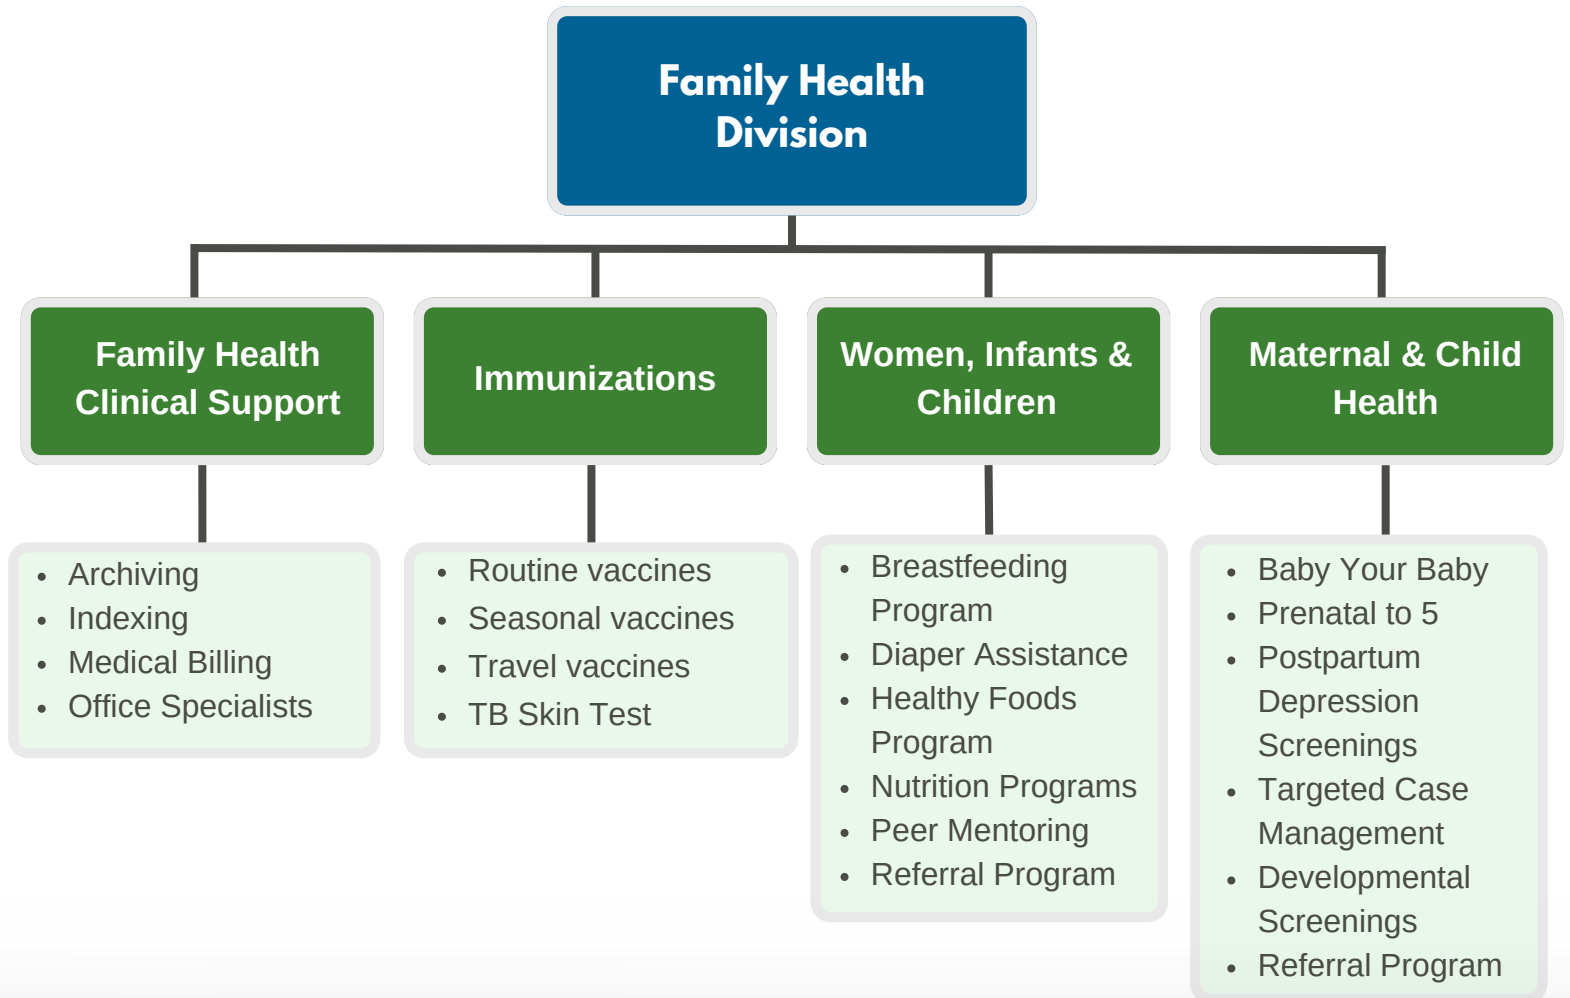 Family Health
Division
Family Health
Clinical Support
Immunizations
Women, Infants &
Children
Maternal & Child
Health
• Archiving
• Indexing
• Medical Billing
• Office Specialists
• Routine vaccines
• Seasonal vaccines
• Travel vaccines
• TB Skin Test
• Breastfeeding
Program
• Diaper Assistance
• Healthy Foods
Program
• Nutrition Programs
• Peer Mentoring
• Referral Program
• Baby Your Baby
• Prenatal to 5
• Postpartum
Depression
Screenings
• Targeted Case
Management
• Developmental
Screenings
• Referral Program